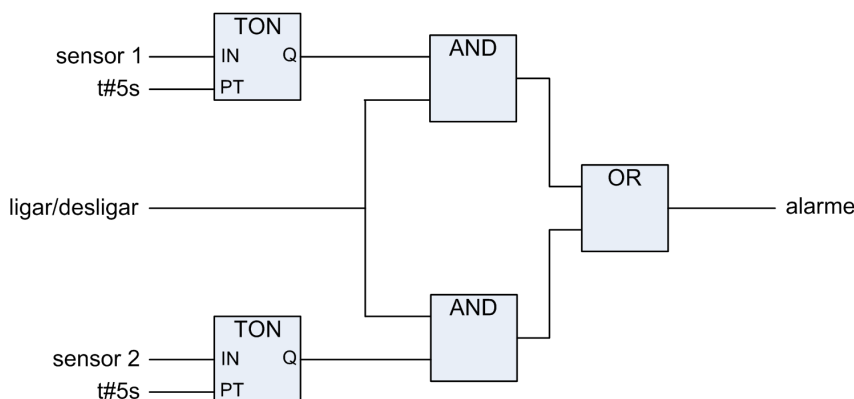 TON
sensor 1 IN Q
t#5s PT
AND
ligar/desligar
OR
alarme
AND
TON
sensor 2 IN Q
t#5s PT